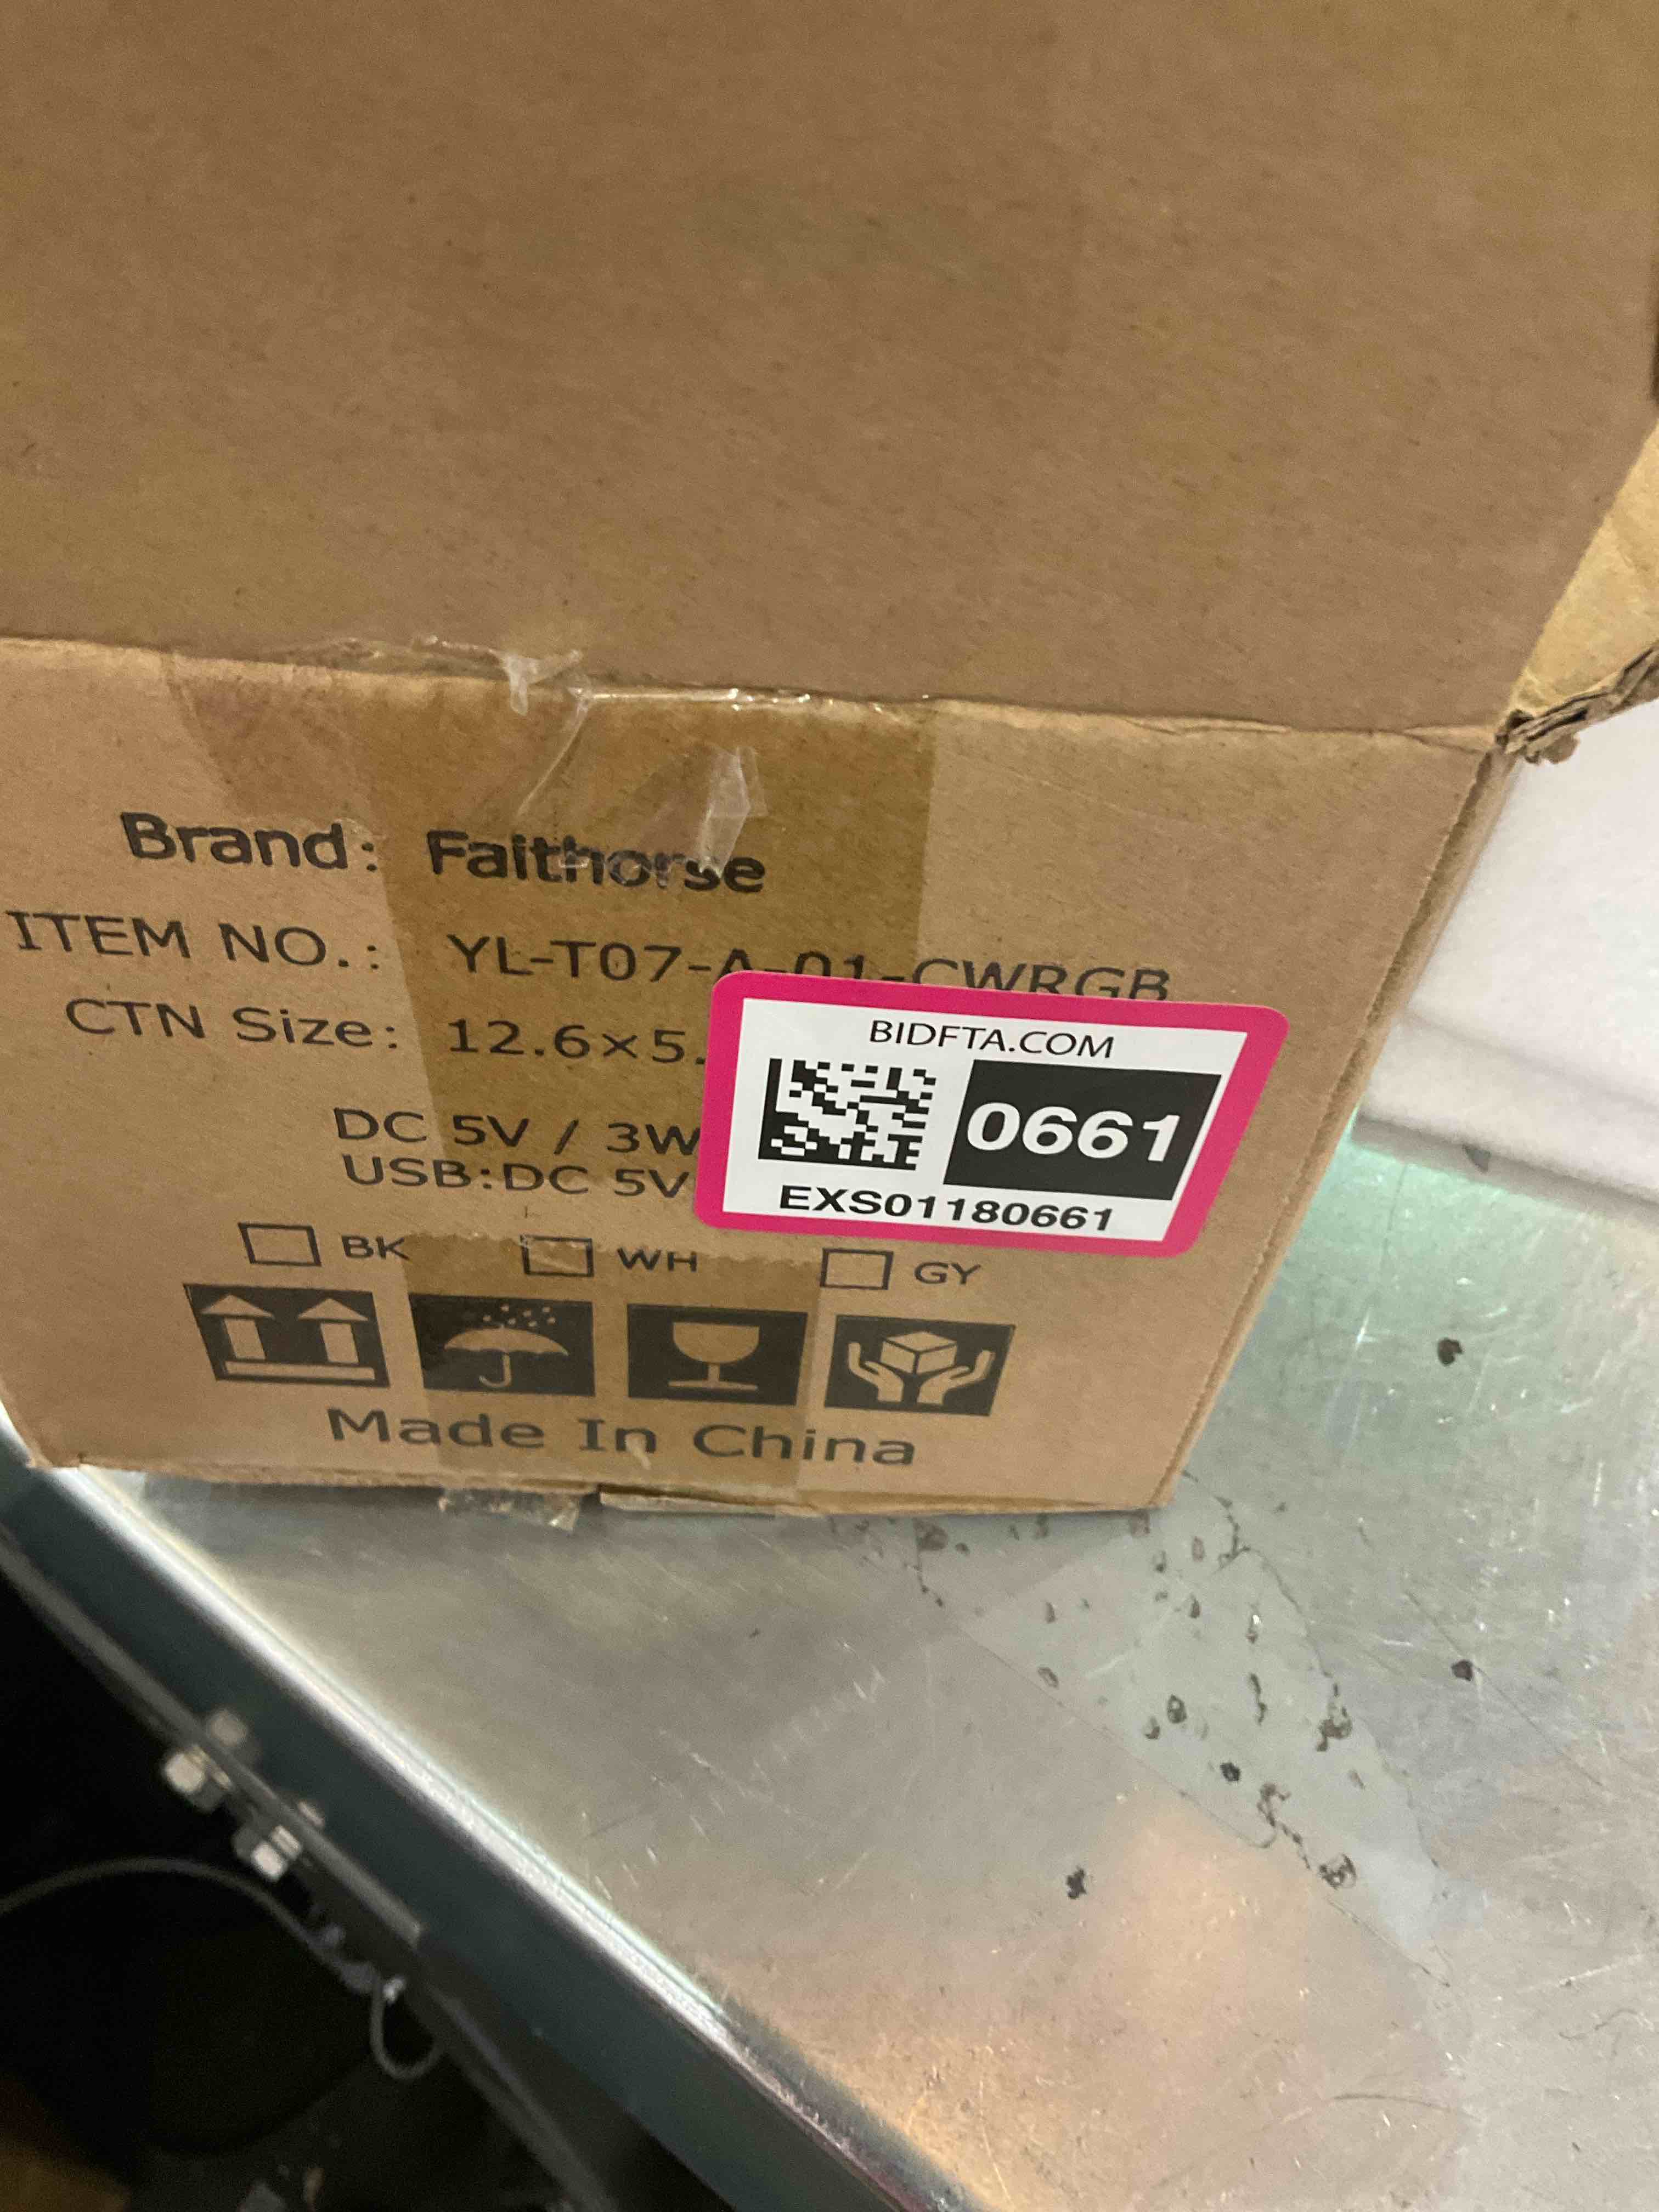 Brand: Faithorse
ITEM NO.: YL-T07-A-01-CWRGB
CTN Size: 12.6×5.
DC 5V / 3W
USB:DC 5V
BIDFTA.COM
0661
EXS01180661
BK WH GY
Made In China